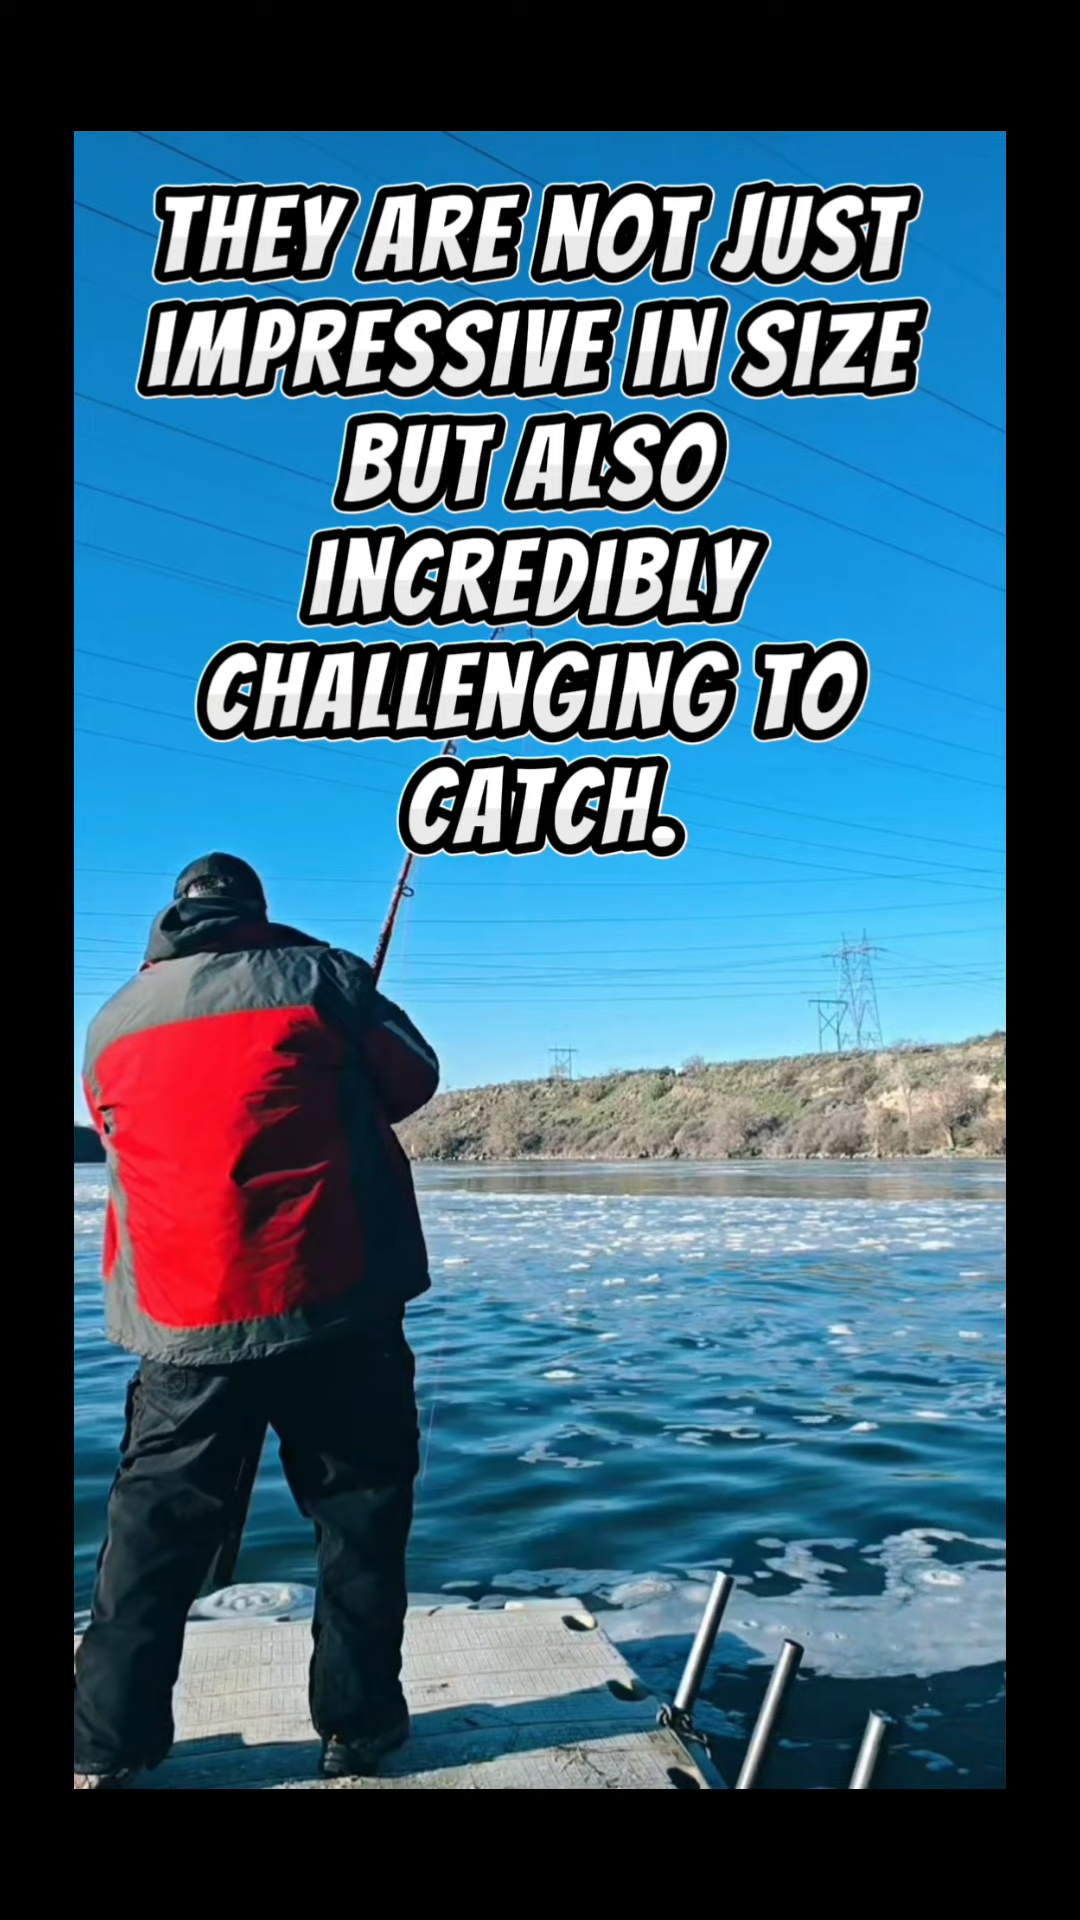 THEY ARE NOT JUST
IMPRESSIVE IN SIZE
BUT ALSO
INCREDIBLY
CHALLENGING TO
CATCH.